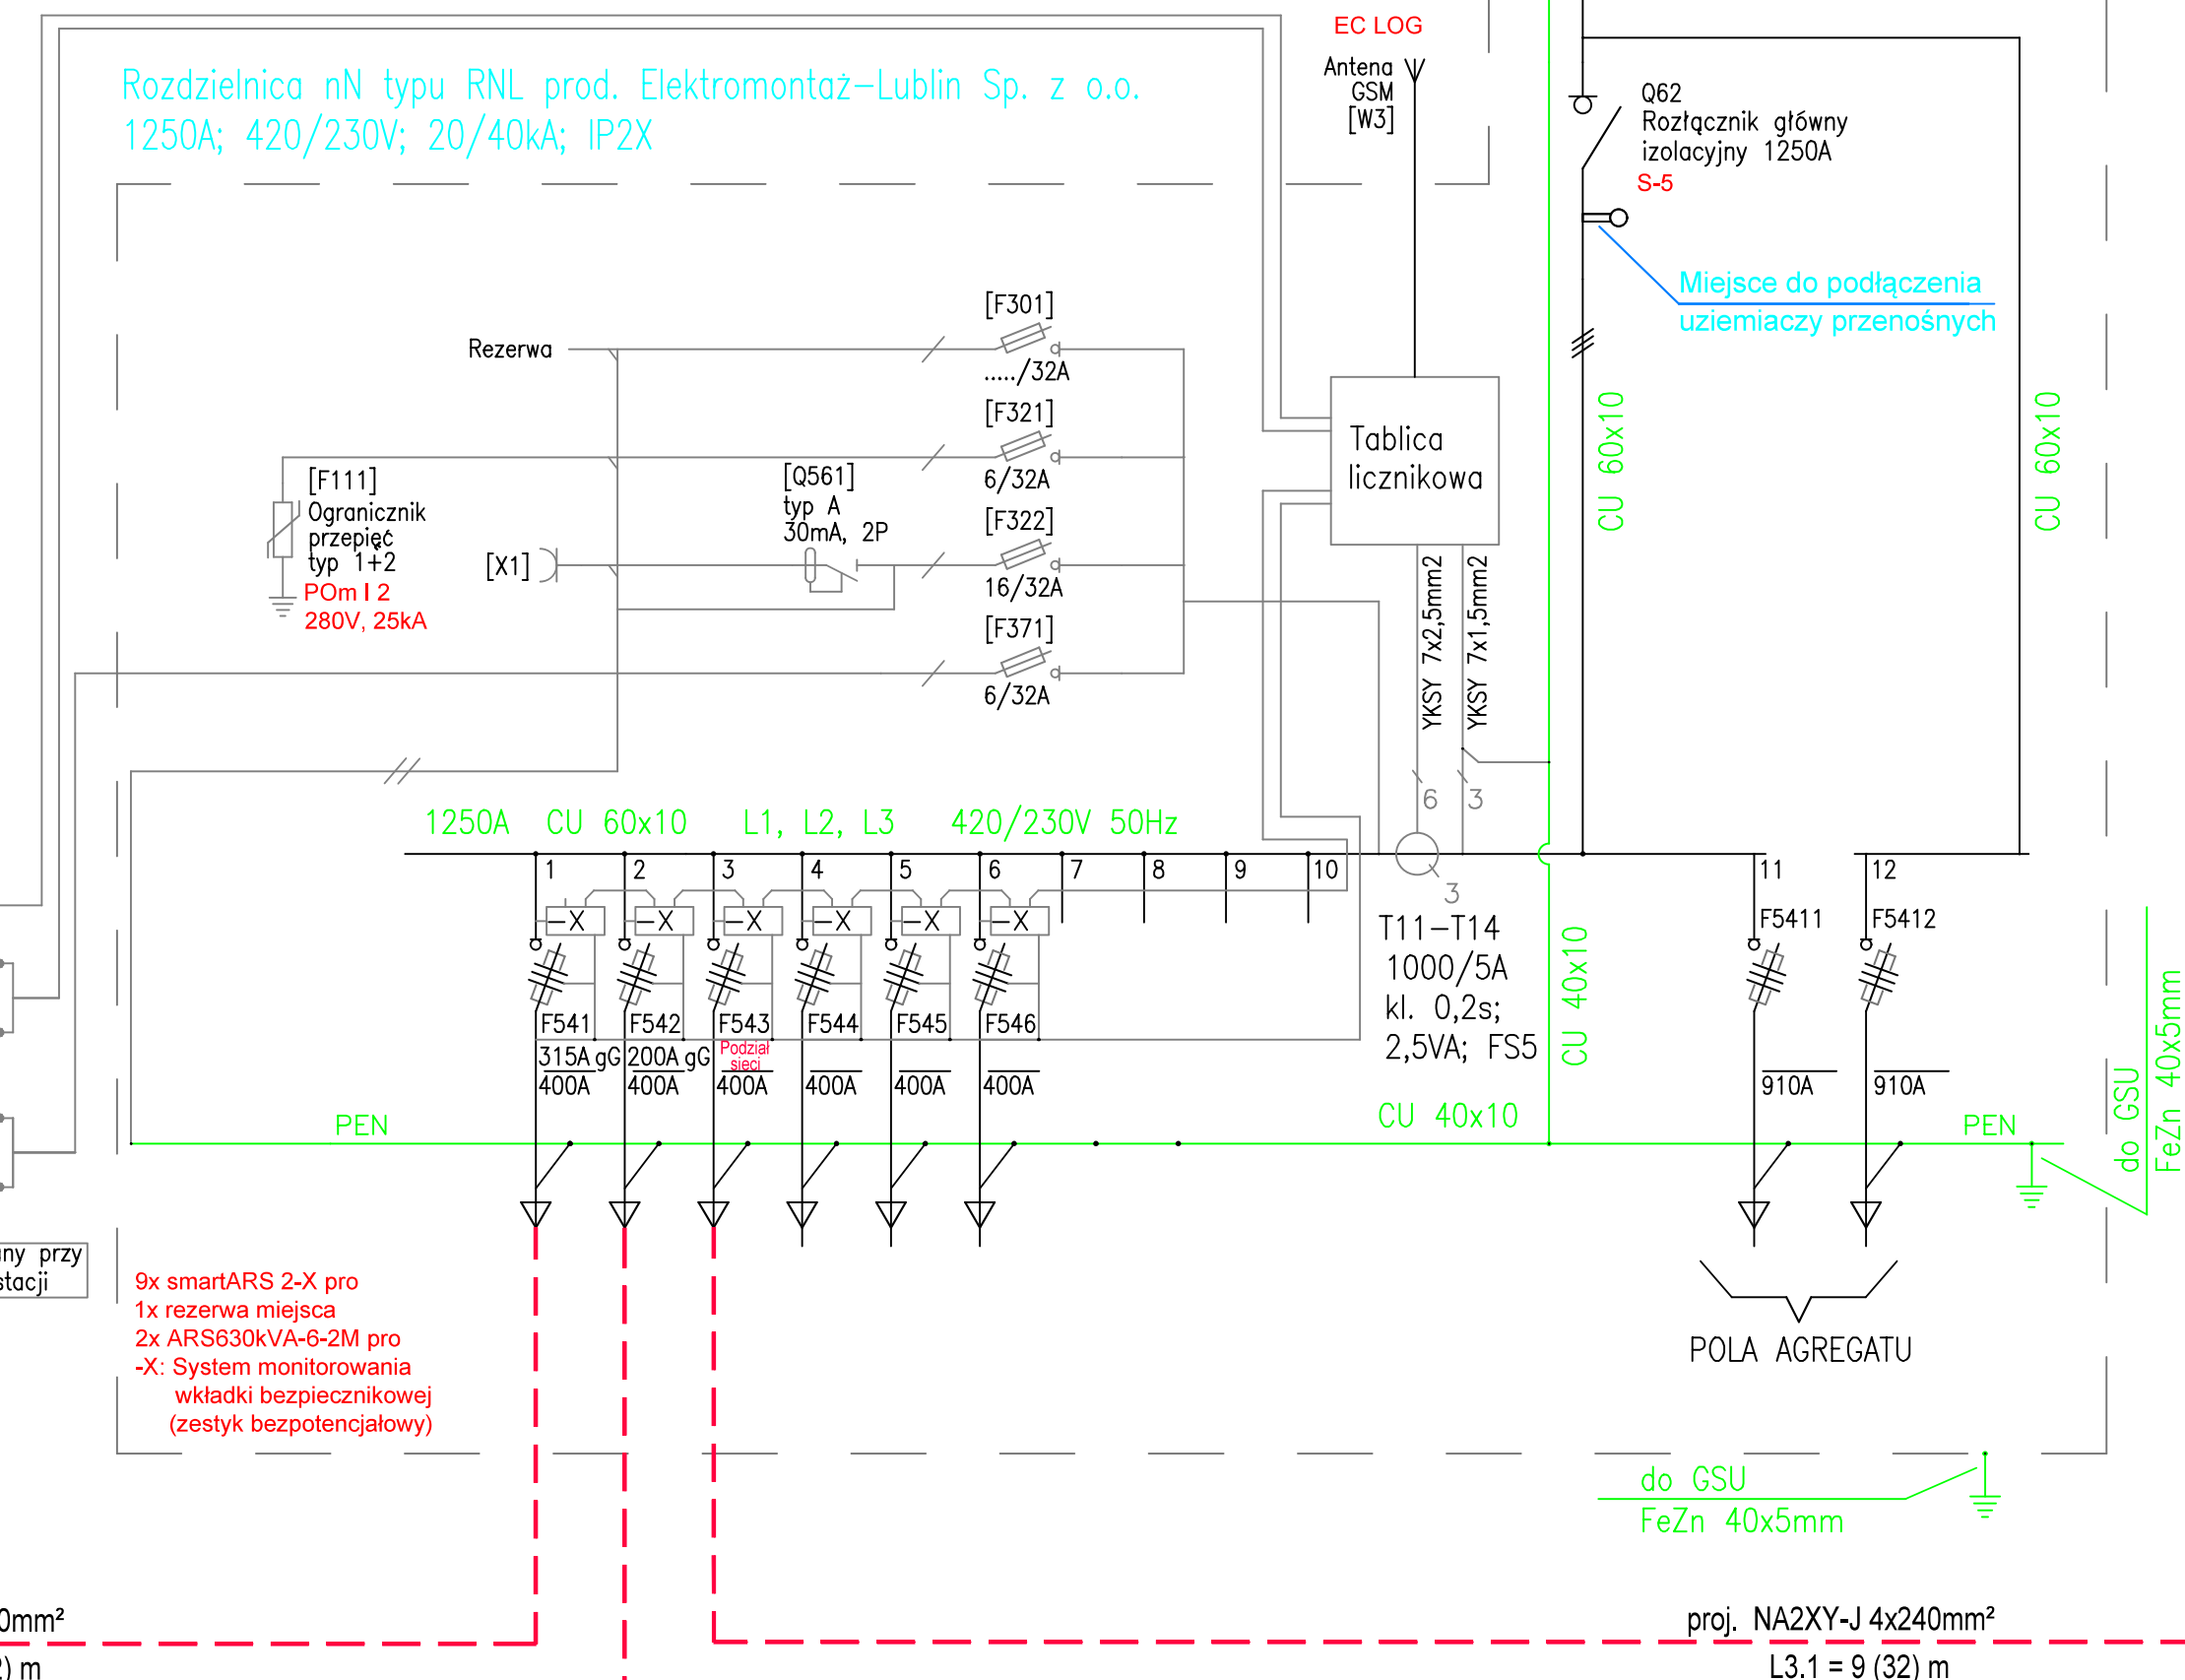 EC LOG
Antena
GSM
[W3]
Rozdzielnica nN typu RNL prod. Elektromontaż-Lublin Sp. z o.o.
1250A; 420/230V; 20/40kA; IP2X
Q62
Rozłącznik główny
izolacyjny 1250A
S-5
Miejsce do podłączenia
uziemiaczy przenośnych
[F301]
Rezerwa
...../32A
[F321]
6/32A
[F111]
Ogranicznik
przepięć
typ 1+2
POm I 2
280V, 25kA
[Q561]
typ A
30mA, 2P
[F322]
[X1]
16/32A
[F371]
6/32A
Tablica
licznikowa
YKSY 7x2,5mm2
YKSY 7x1,5mm2
CU 60x10
CU 60x10
6
3
1250A CU 60x10 L1, L2, L3 420/230V 50Hz
1 2 3 4 5 6 7 8 9 10 11 12
-X -X -X -X -X -X
3
T11-T14
1000/5A
kl. 0,2s;
2,5VA; FS5
CU 40x10
F5411 F5412
F541 F542 F543 F544 F545 F546
315A gG 200A gG
Podział
sieci
400A 400A 400A 400A 400A 400A
910A 910A
PEN
CU 40x10
PEN
do GSU
FeZn 40x5mm
any przy
stacji
9x smartARS 2-X pro
1x rezerwa miejsca
2x ARS630kVA-6-2M pro
-X: System monitorowania
wkładki bezpiecznikowej
(zestyk bezpotencjałowy)
POLA AGREGATU
do GSU
FeZn 40x5mm
0mm²
) m
proj. NA2XY-J 4x240mm²
L3.1 = 9 (32) m